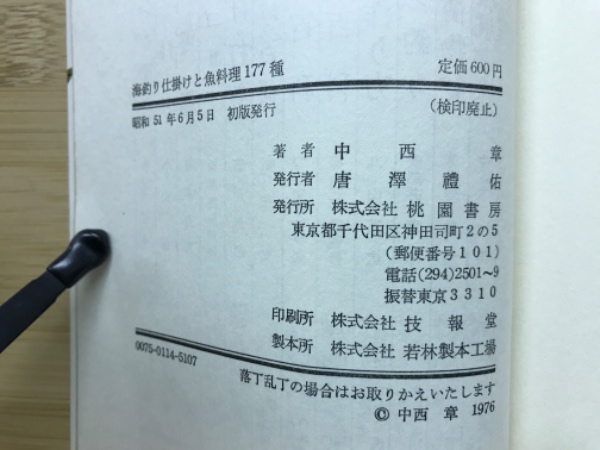 海釣り仕掛けと魚料理177種 定価600円
昭和51年6月5日 初版発行 (検印廃止)
著者 中西 章
発行者 唐澤禮佑
発行所 株式会社桃園書房
東京都千代田区神田司町2の5
(郵便番号101)
電話(294)2501〜9
振替東京3310
印刷所 株式会社 技報堂
製本所 株式会社 若林製本工場
0075-0114-5107
落丁乱丁の場合はお取りかえいたします
© 中西 章 1976